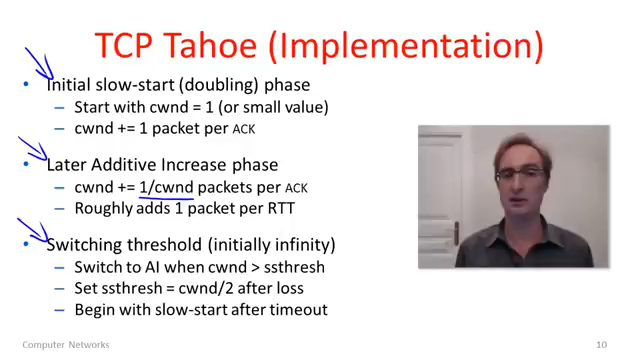 TCP Tahoe (Implementation)
• Initial slow-start (doubling) phase
– Start with cwnd = 1 (or small value)
– cwnd += 1 packet per ACK
• Later Additive Increase phase
– cwnd += 1/cwnd packets per ACK
– Roughly adds 1 packet per RTT
• Switching threshold (initially infinity)
– Switch to AI when cwnd > ssthresh
– Set ssthresh = cwnd/2 after loss
– Begin with slow-start after timeout
Computer Networks
10